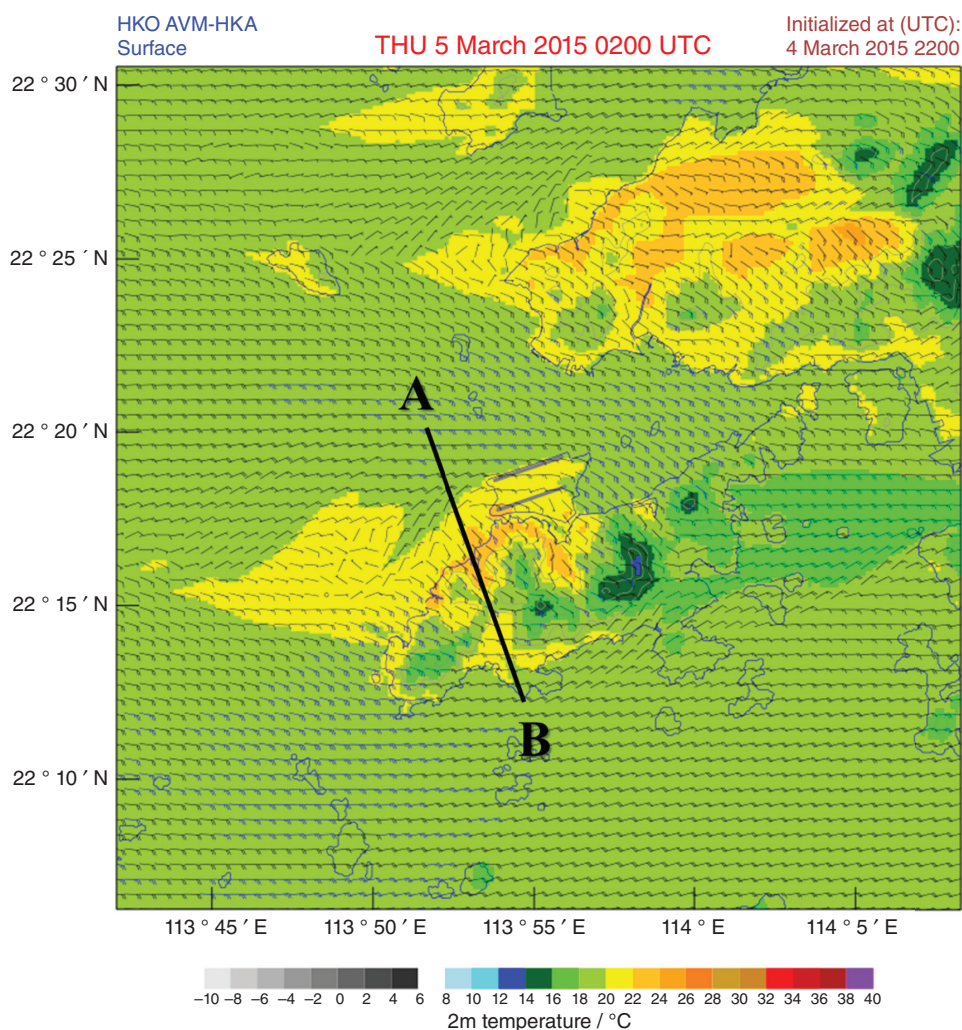 HKO AVM-HKA
Surface
THU 5 March 2015 0200 UTC
Initialized at (UTC):
4 March 2015 2200
22 ° 30 ′ N
22 ° 25 ′ N
22 ° 20 ′ N
22 ° 15 ′ N
22 ° 10 ′ N
A
B
113 ° 45 ′ E 113 ° 50 ′ E 113 ° 55 ′ E 114 ° E 114 ° 5 ′ E
–10 –8 –6 –4 –2 0 2 4 6 8 10 12 14 16 18 20 22 24 26 28 30 32 34 36 38 40
2m temperature / °C